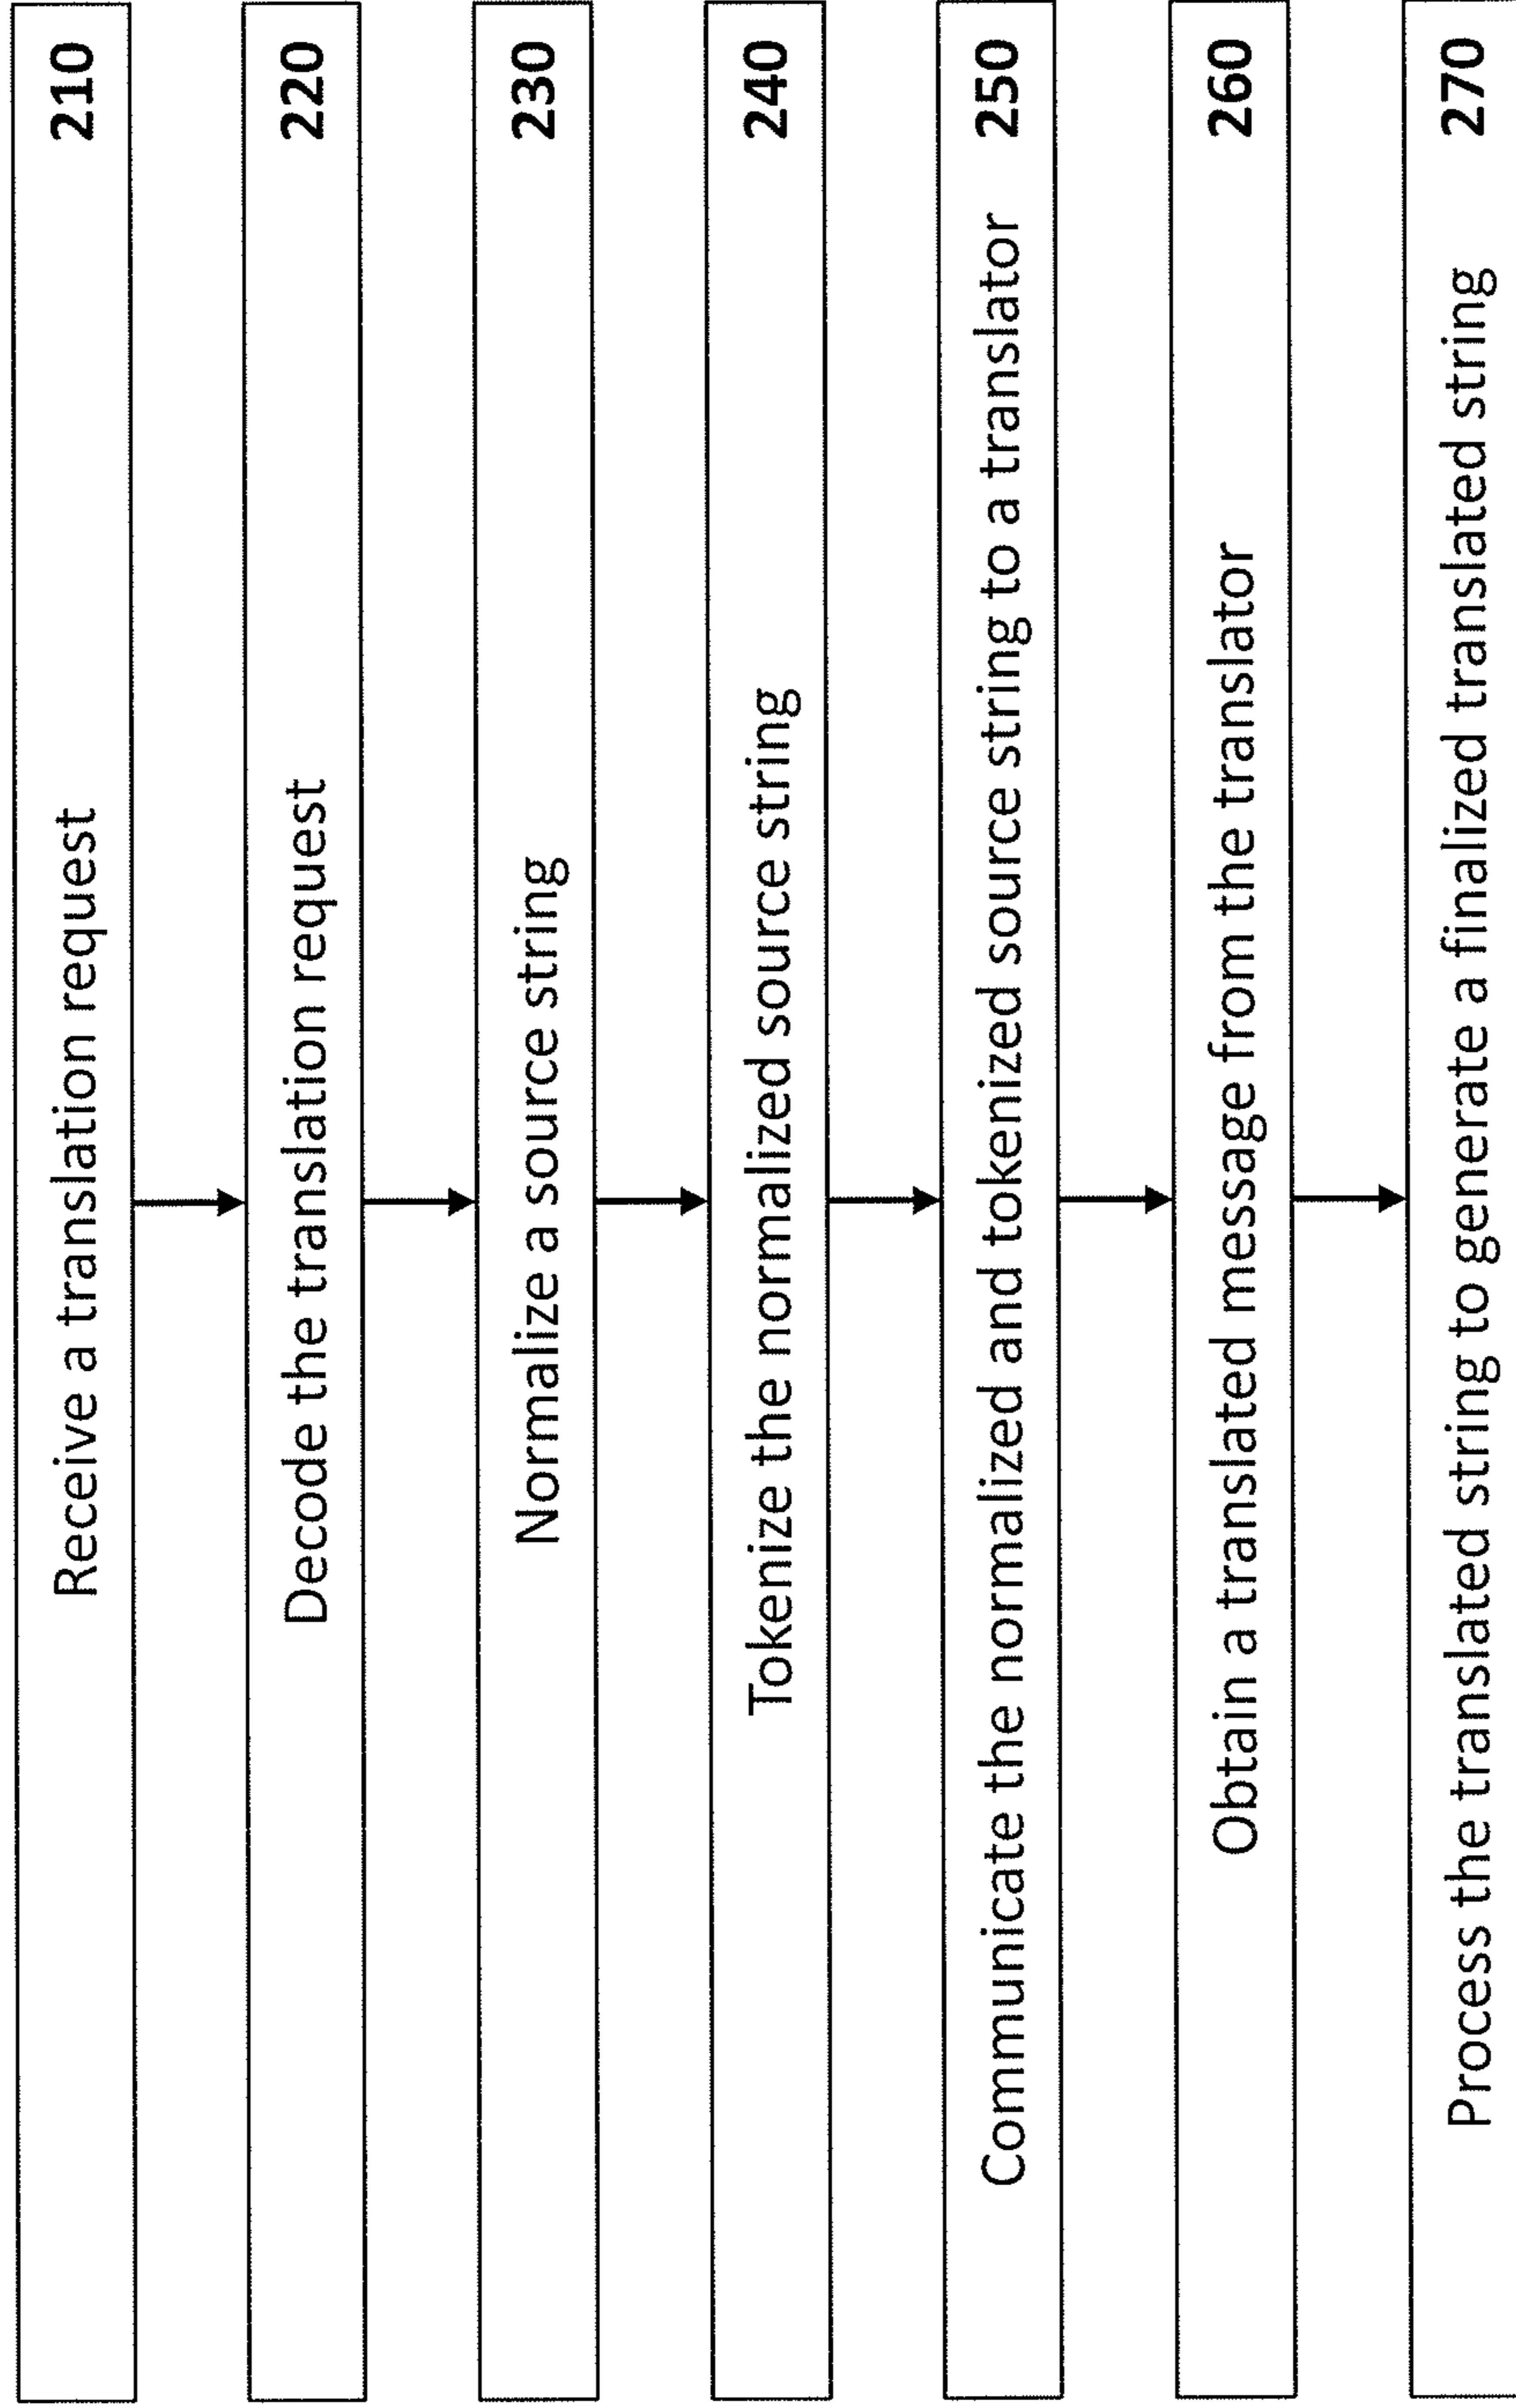 Receive a translation request 210
Decode the translation request 220
Normalize a source string 230
Tokenize the normalized source string 240
Communicate the normalized and tokenized source string to a translator 250
Obtain a translated message from the translator 260
Process the translated string to generate a finalized translated string 270